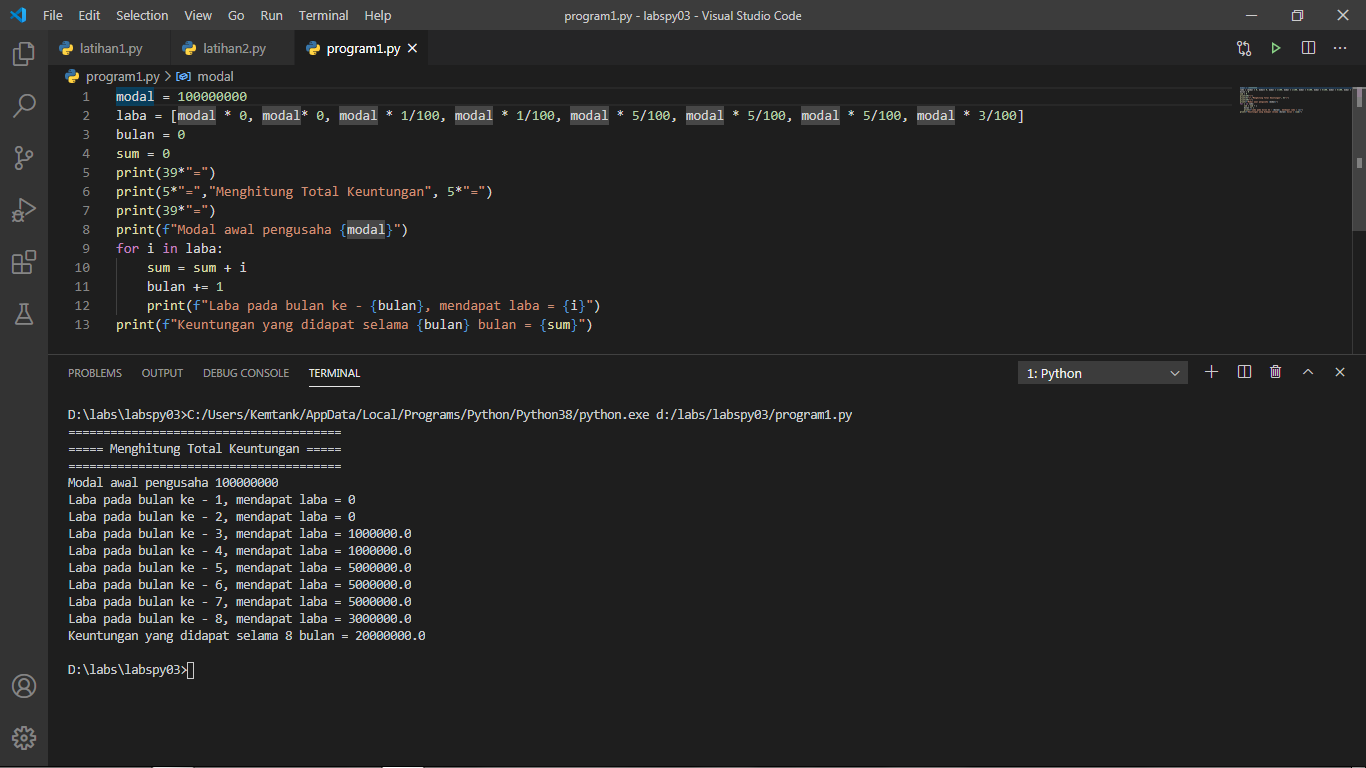 File Edit Selection View Go Run Terminal Help program1.py - labspy03 - Visual Studio Code
latihan1.py latihan2.py program1.py
program1.py > modal
1 modal = 100000000
2 laba = [modal * 0, modal* 0, modal * 1/100, modal * 1/100, modal * 5/100, modal * 5/100, modal * 5/100, modal * 3/100]
3 bulan = 0
4 sum = 0
5 print(39*"=")
6 print(5*"=","Menghitung Total Keuntungan", 5*"=")
7 print(39*"=")
8 print(f"Modal awal pengusaha {modal}")
9 for i in laba:
10     sum = sum + i
11     bulan += 1
12     print(f"Laba pada bulan ke - {bulan}, mendapat laba = {i}")
13 print(f"Keuntungan yang didapat selama {bulan} bulan = {sum}")
PROBLEMS OUTPUT DEBUG CONSOLE TERMINAL 1: Python
D:\labs\labspy03>C:/Users/Kemtank/AppData/Local/Programs/Python/Python38/python.exe d:/labs/labspy03/program1.py
=======================================
===== Menghitung Total Keuntungan =====
=======================================
Modal awal pengusaha 100000000
Laba pada bulan ke - 1, mendapat laba = 0
Laba pada bulan ke - 2, mendapat laba = 0
Laba pada bulan ke - 3, mendapat laba = 1000000.0
Laba pada bulan ke - 4, mendapat laba = 1000000.0
Laba pada bulan ke - 5, mendapat laba = 5000000.0
Laba pada bulan ke - 6, mendapat laba = 5000000.0
Laba pada bulan ke - 7, mendapat laba = 5000000.0
Laba pada bulan ke - 8, mendapat laba = 3000000.0
Keuntungan yang didapat selama 8 bulan = 20000000.0
D:\labs\labspy03>